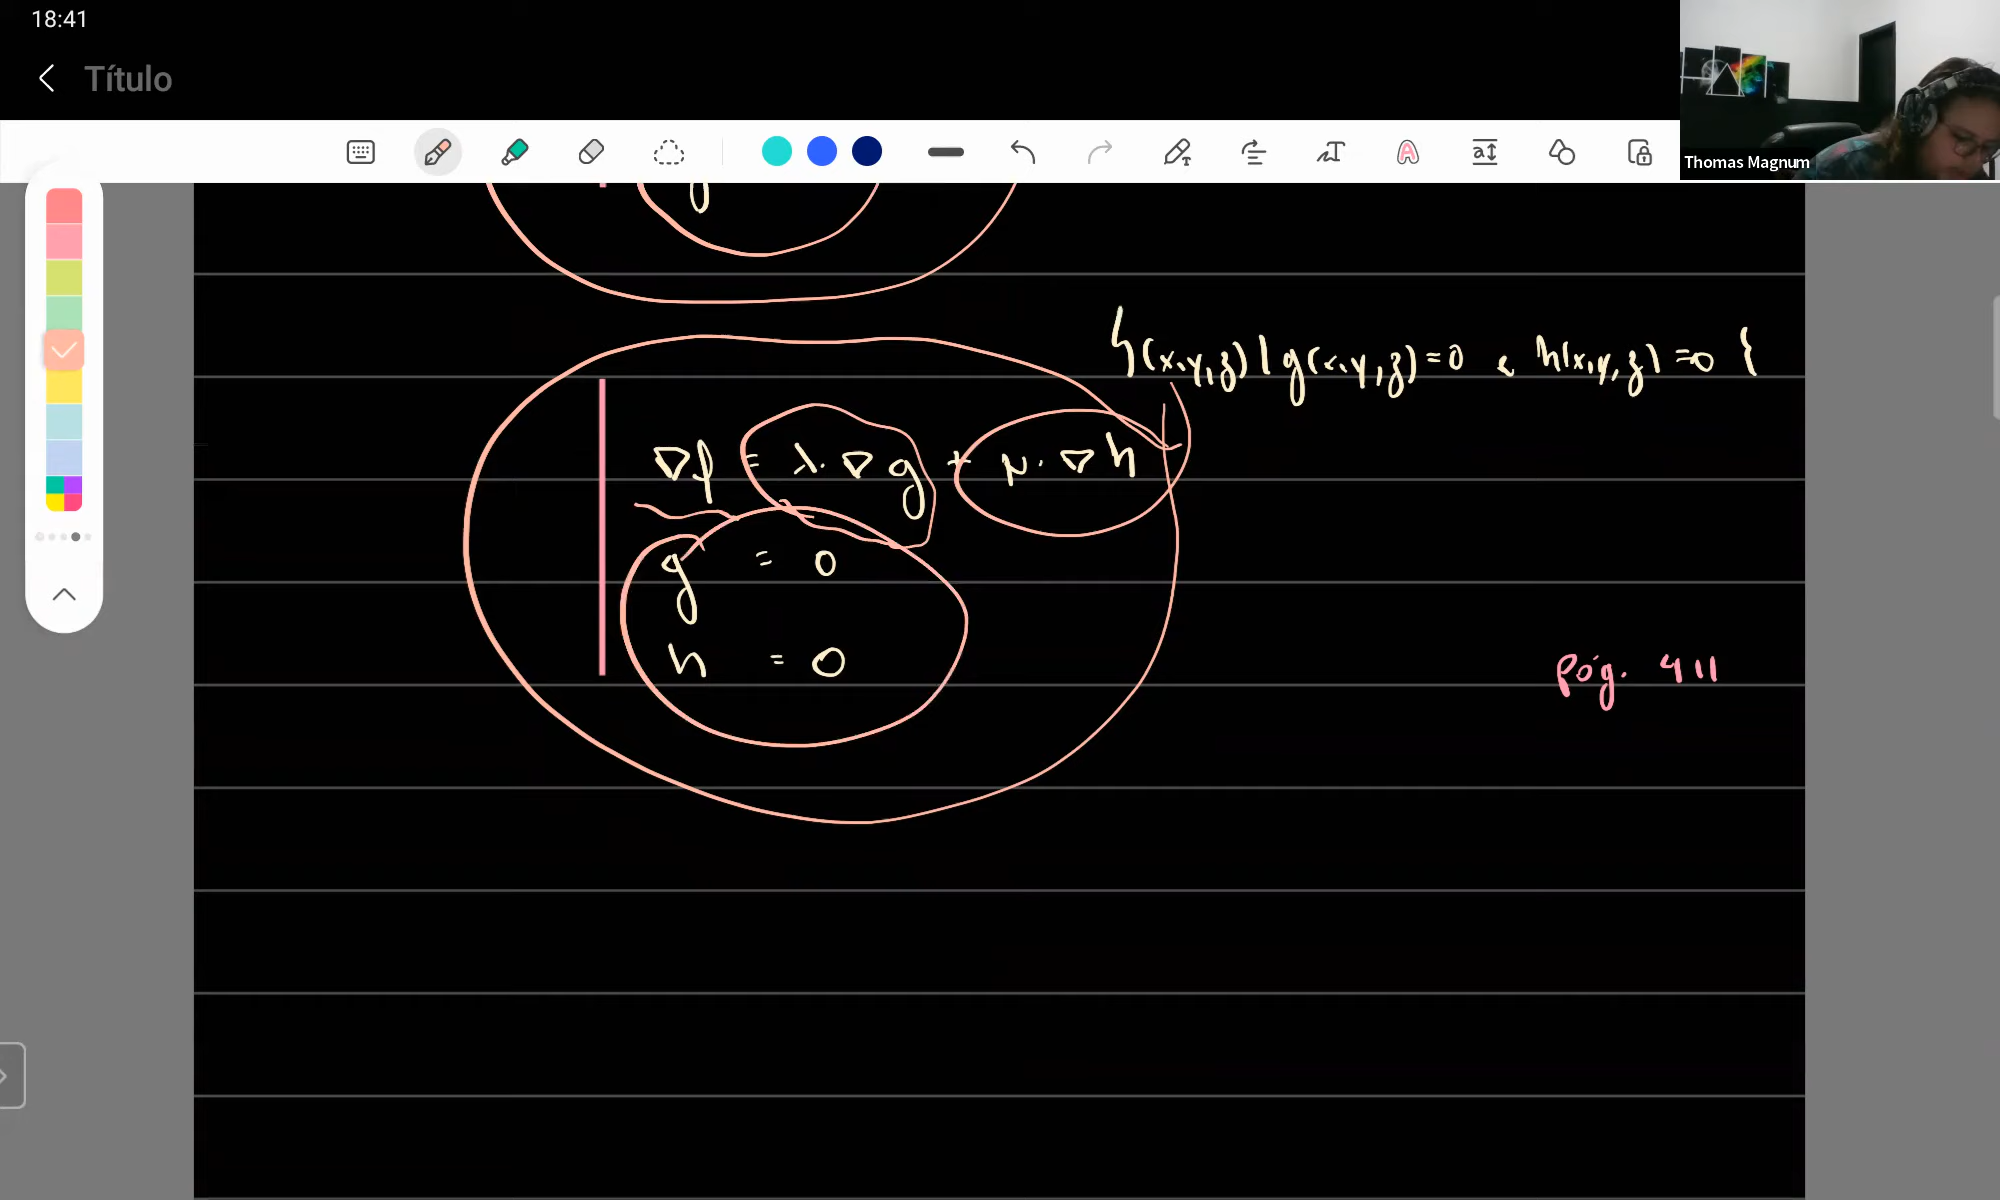 18:41
Título
Thomas Magnum
g
{(x,y,z) | g(x,y,z)=0 e h(x,y,z)=0}
∇f = λ·∇g + μ·∇h
g = 0
h = 0
Pág. 411